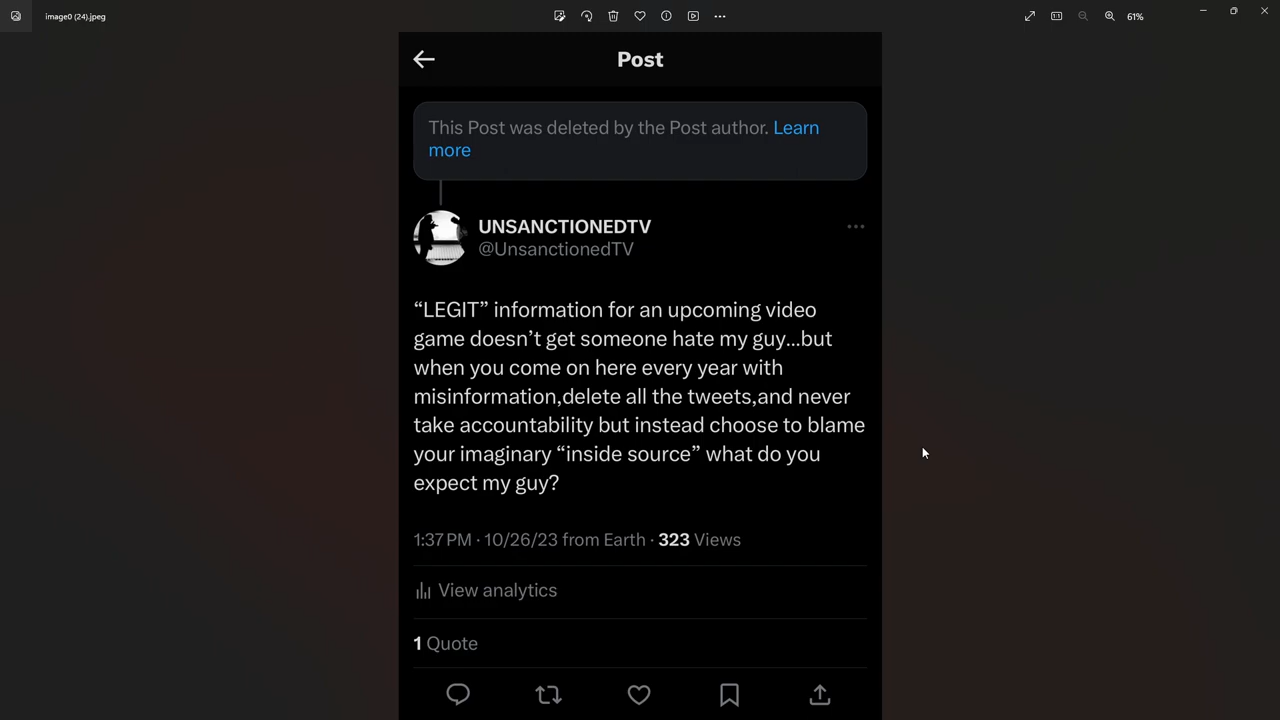 image0 (24).jpeg
61%
Post
This Post was deleted by the Post author. Learn
more
UNSANCTIONEDTV
@UnsanctionedTV
“LEGIT” information for an upcoming video
game doesn’t get someone hate my guy...but
when you come on here every year with
misinformation,delete all the tweets,and never
take accountability but instead choose to blame
your imaginary “inside source” what do you
expect my guy?
1:37 PM · 10/26/23 from Earth · 323 Views
View analytics
1 Quote